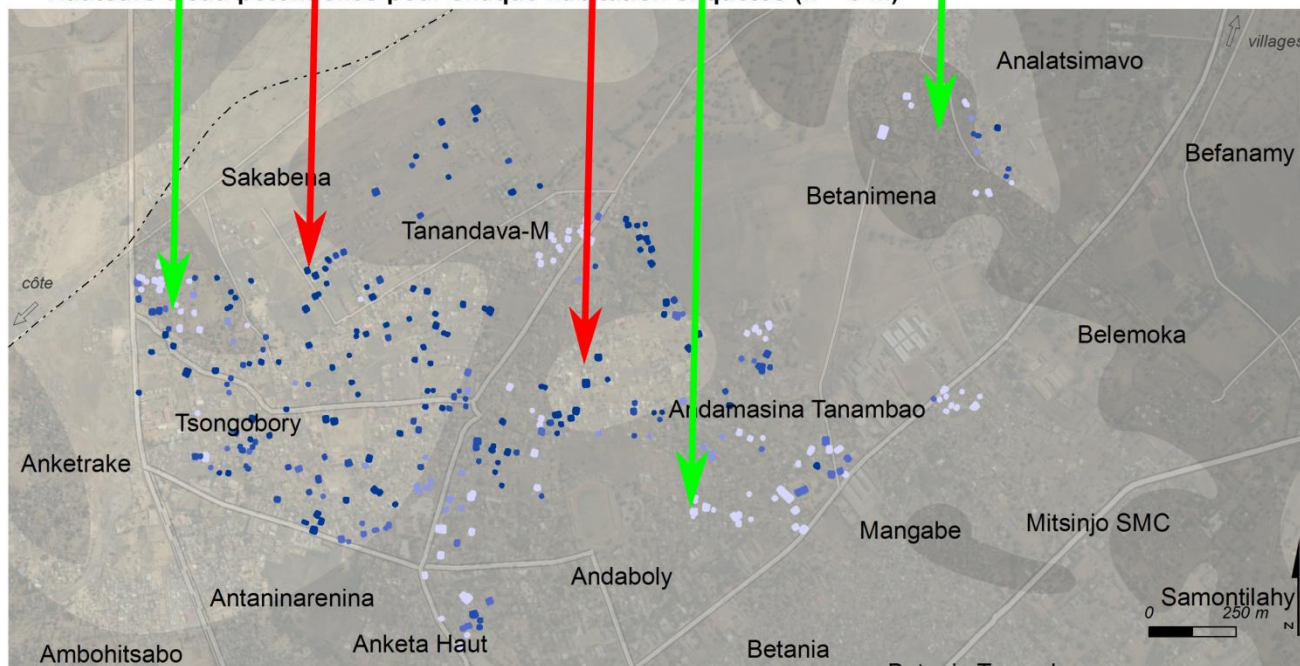 villages
Analatsimavo
Befanamy
Sakabena
Betanimena
Tanandava-M
côte
Belemoka
Andamasina Tanambao
Tsongobory
Anketrake
Mitsinjo SMC
Mangabe
Andaboly
Antaninarenina
Samontilahy
0 250 m
N
Anketa Haut
Betania
Ambohitsabo